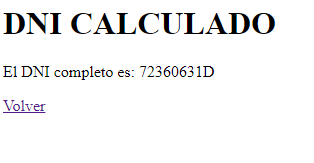 DNI CALCULADO
El DNI completo es: 72360631D
Volver